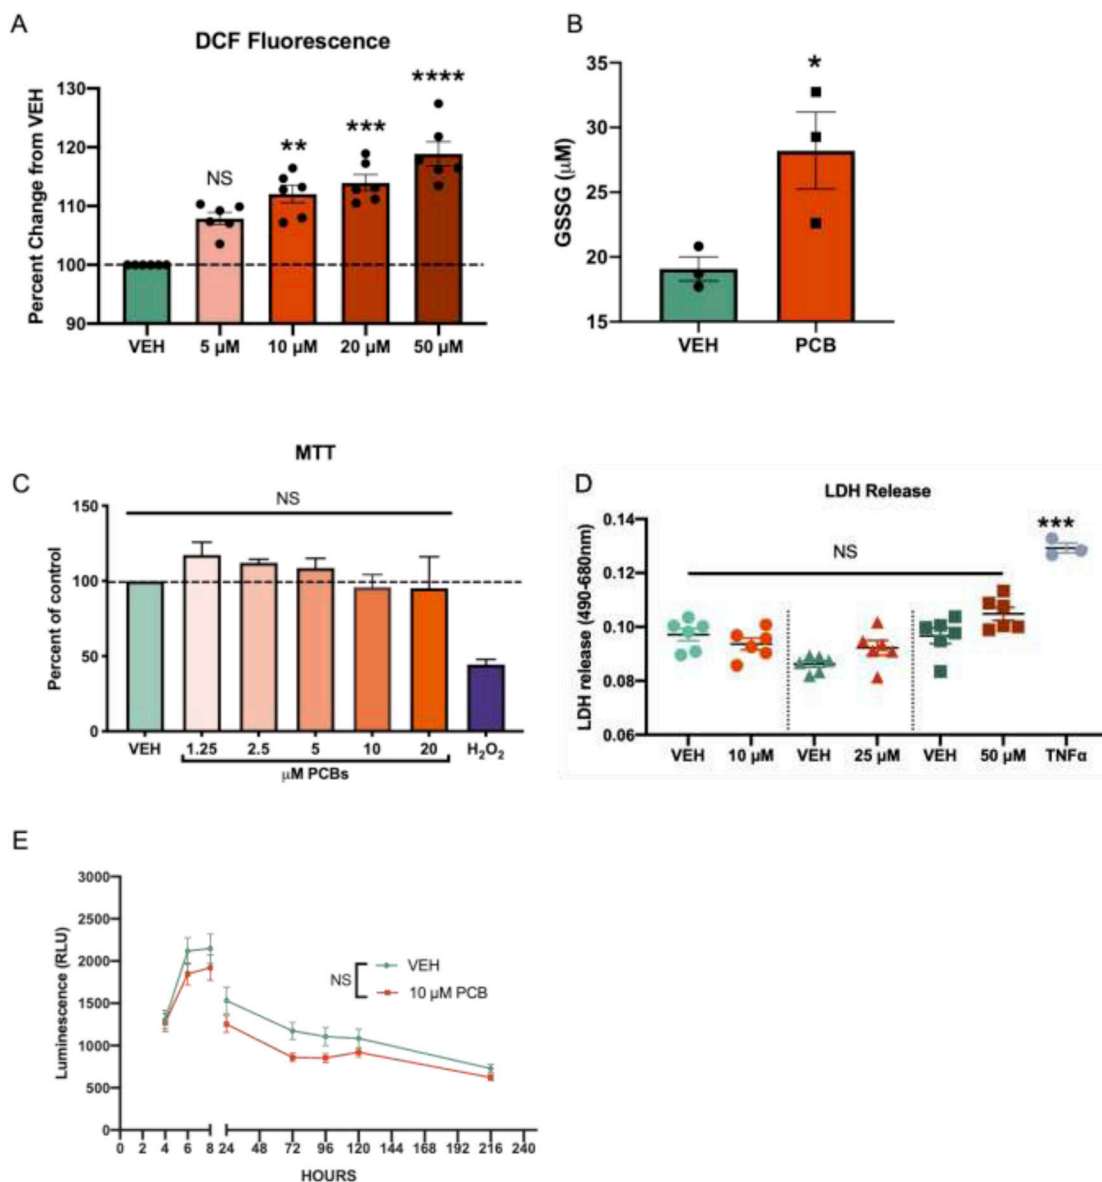 A
DCF Fluorescence
Percent Change from VEH
130
120
110
100
90
NS
**
***
****
VEH 5 μM 10 μM 20 μM 50 μM
B
GSSG (μM)
35
30
25
20
15
*
VEH PCB
MTT
C
Percent of control
150
100
50
0
NS
VEH 1.25 2.5 5 10 20 H₂O₂
μM PCBs
D
LDH Release
LDH release (490-680nm)
0.14
0.12
0.10
0.08
0.06
NS
***
VEH 10 μM VEH 25 μM VEH 50 μM TNFα
E
Luminescence (RLU)
3000
2500
2000
1500
1000
500
0
NS
VEH
10 μM PCB
0 2 4 6 8 24 48 72 96 120 144 168 192 216 240
HOURS